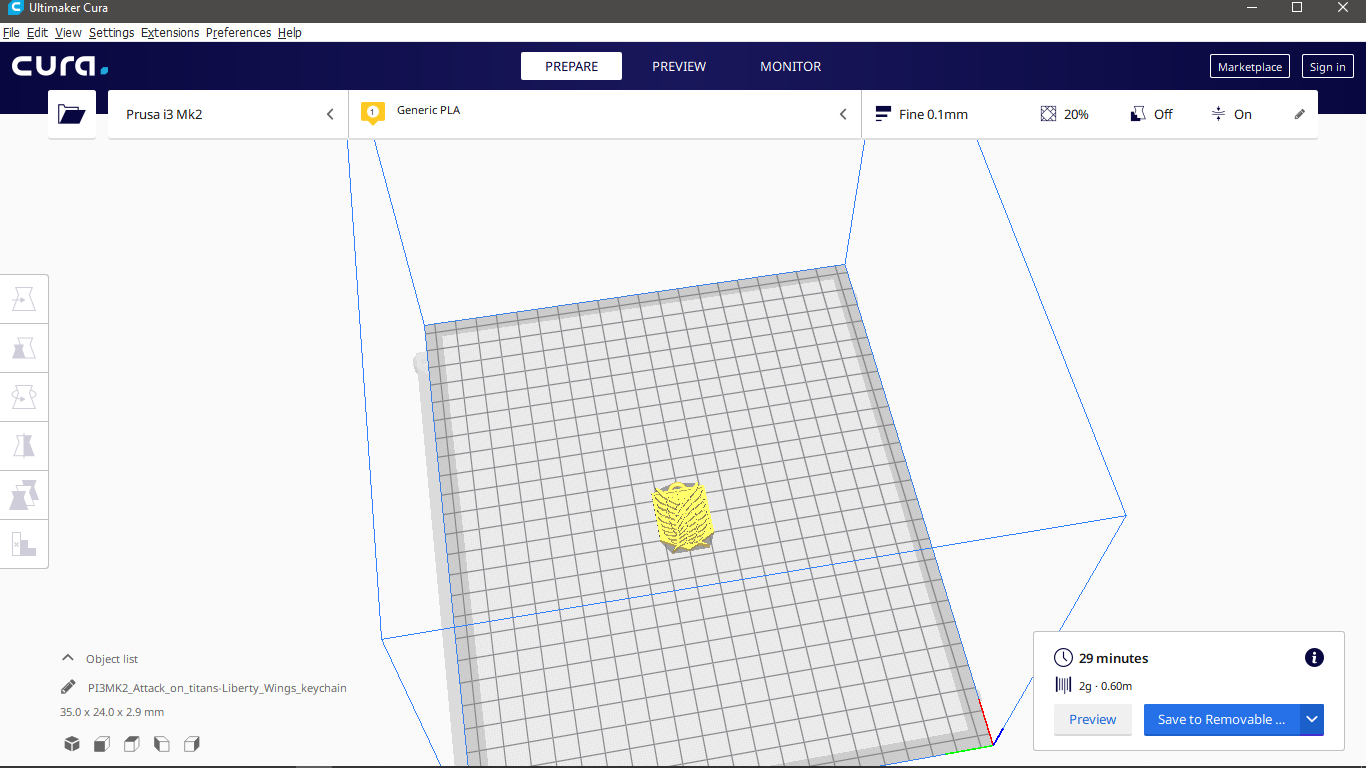 Ultimaker Cura
File Edit View Settings Extensions Preferences Help
cura.
PREPARE PREVIEW MONITOR
Marketplace Sign in
Prusa i3 Mk2
1 Generic PLA
Fine 0.1mm 20% Off On
Object list
PI3MK2_Attack_on_titans-Liberty_Wings_keychain
35.0 x 24.0 x 2.9 mm
29 minutes
2g · 0.60m
Preview Save to Removable ...